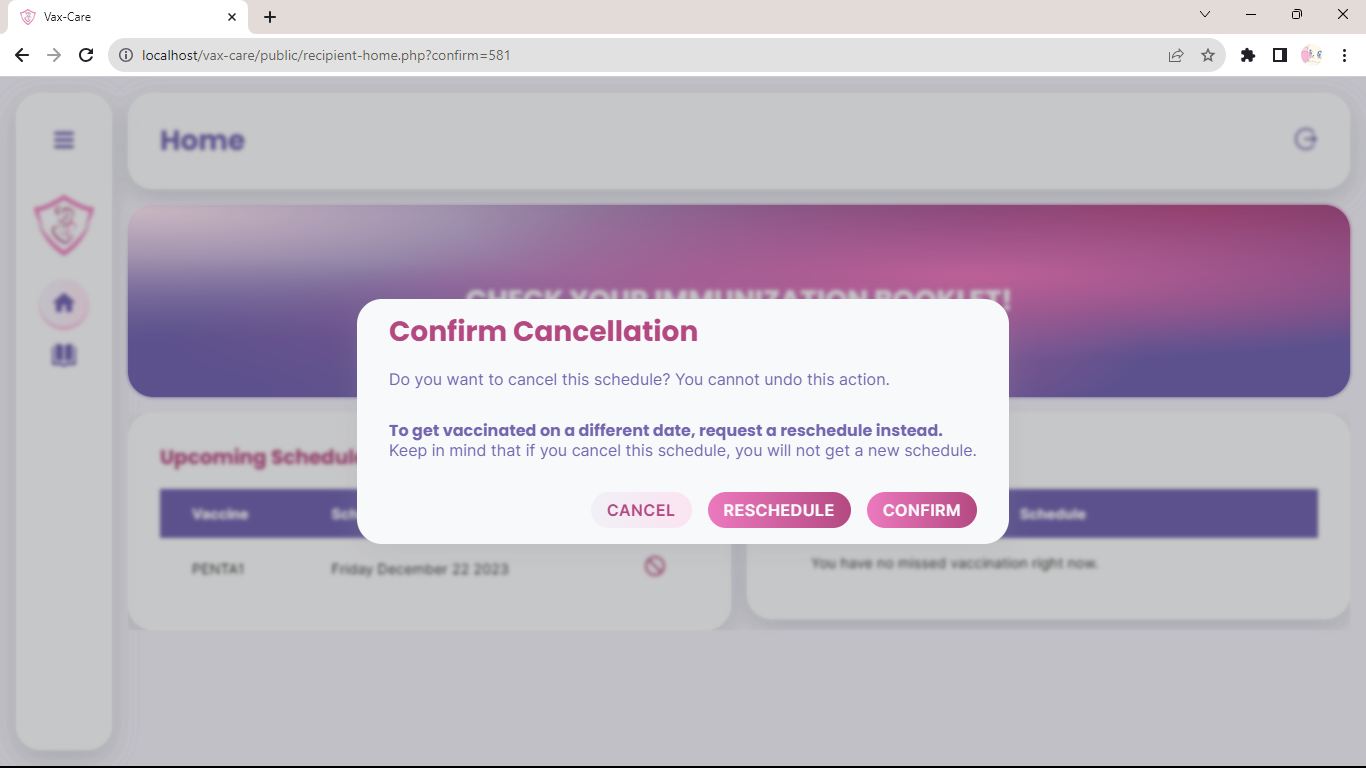 Vax-Care
localhost/vax-care/public/recipient-home.php?confirm=581
Home
CHECK YOUR IMMUNIZATION BOOKLET!
Confirm Cancellation
Do you want to cancel this schedule? You cannot undo this action.
To get vaccinated on a different date, request a reschedule instead.
Keep in mind that if you cancel this schedule, you will not get a new schedule.
CANCEL RESCHEDULE CONFIRM
Upcoming Schedule
Vaccine
Schedule
PENTA1 Friday December 22 2023
You have no missed vaccination right now.